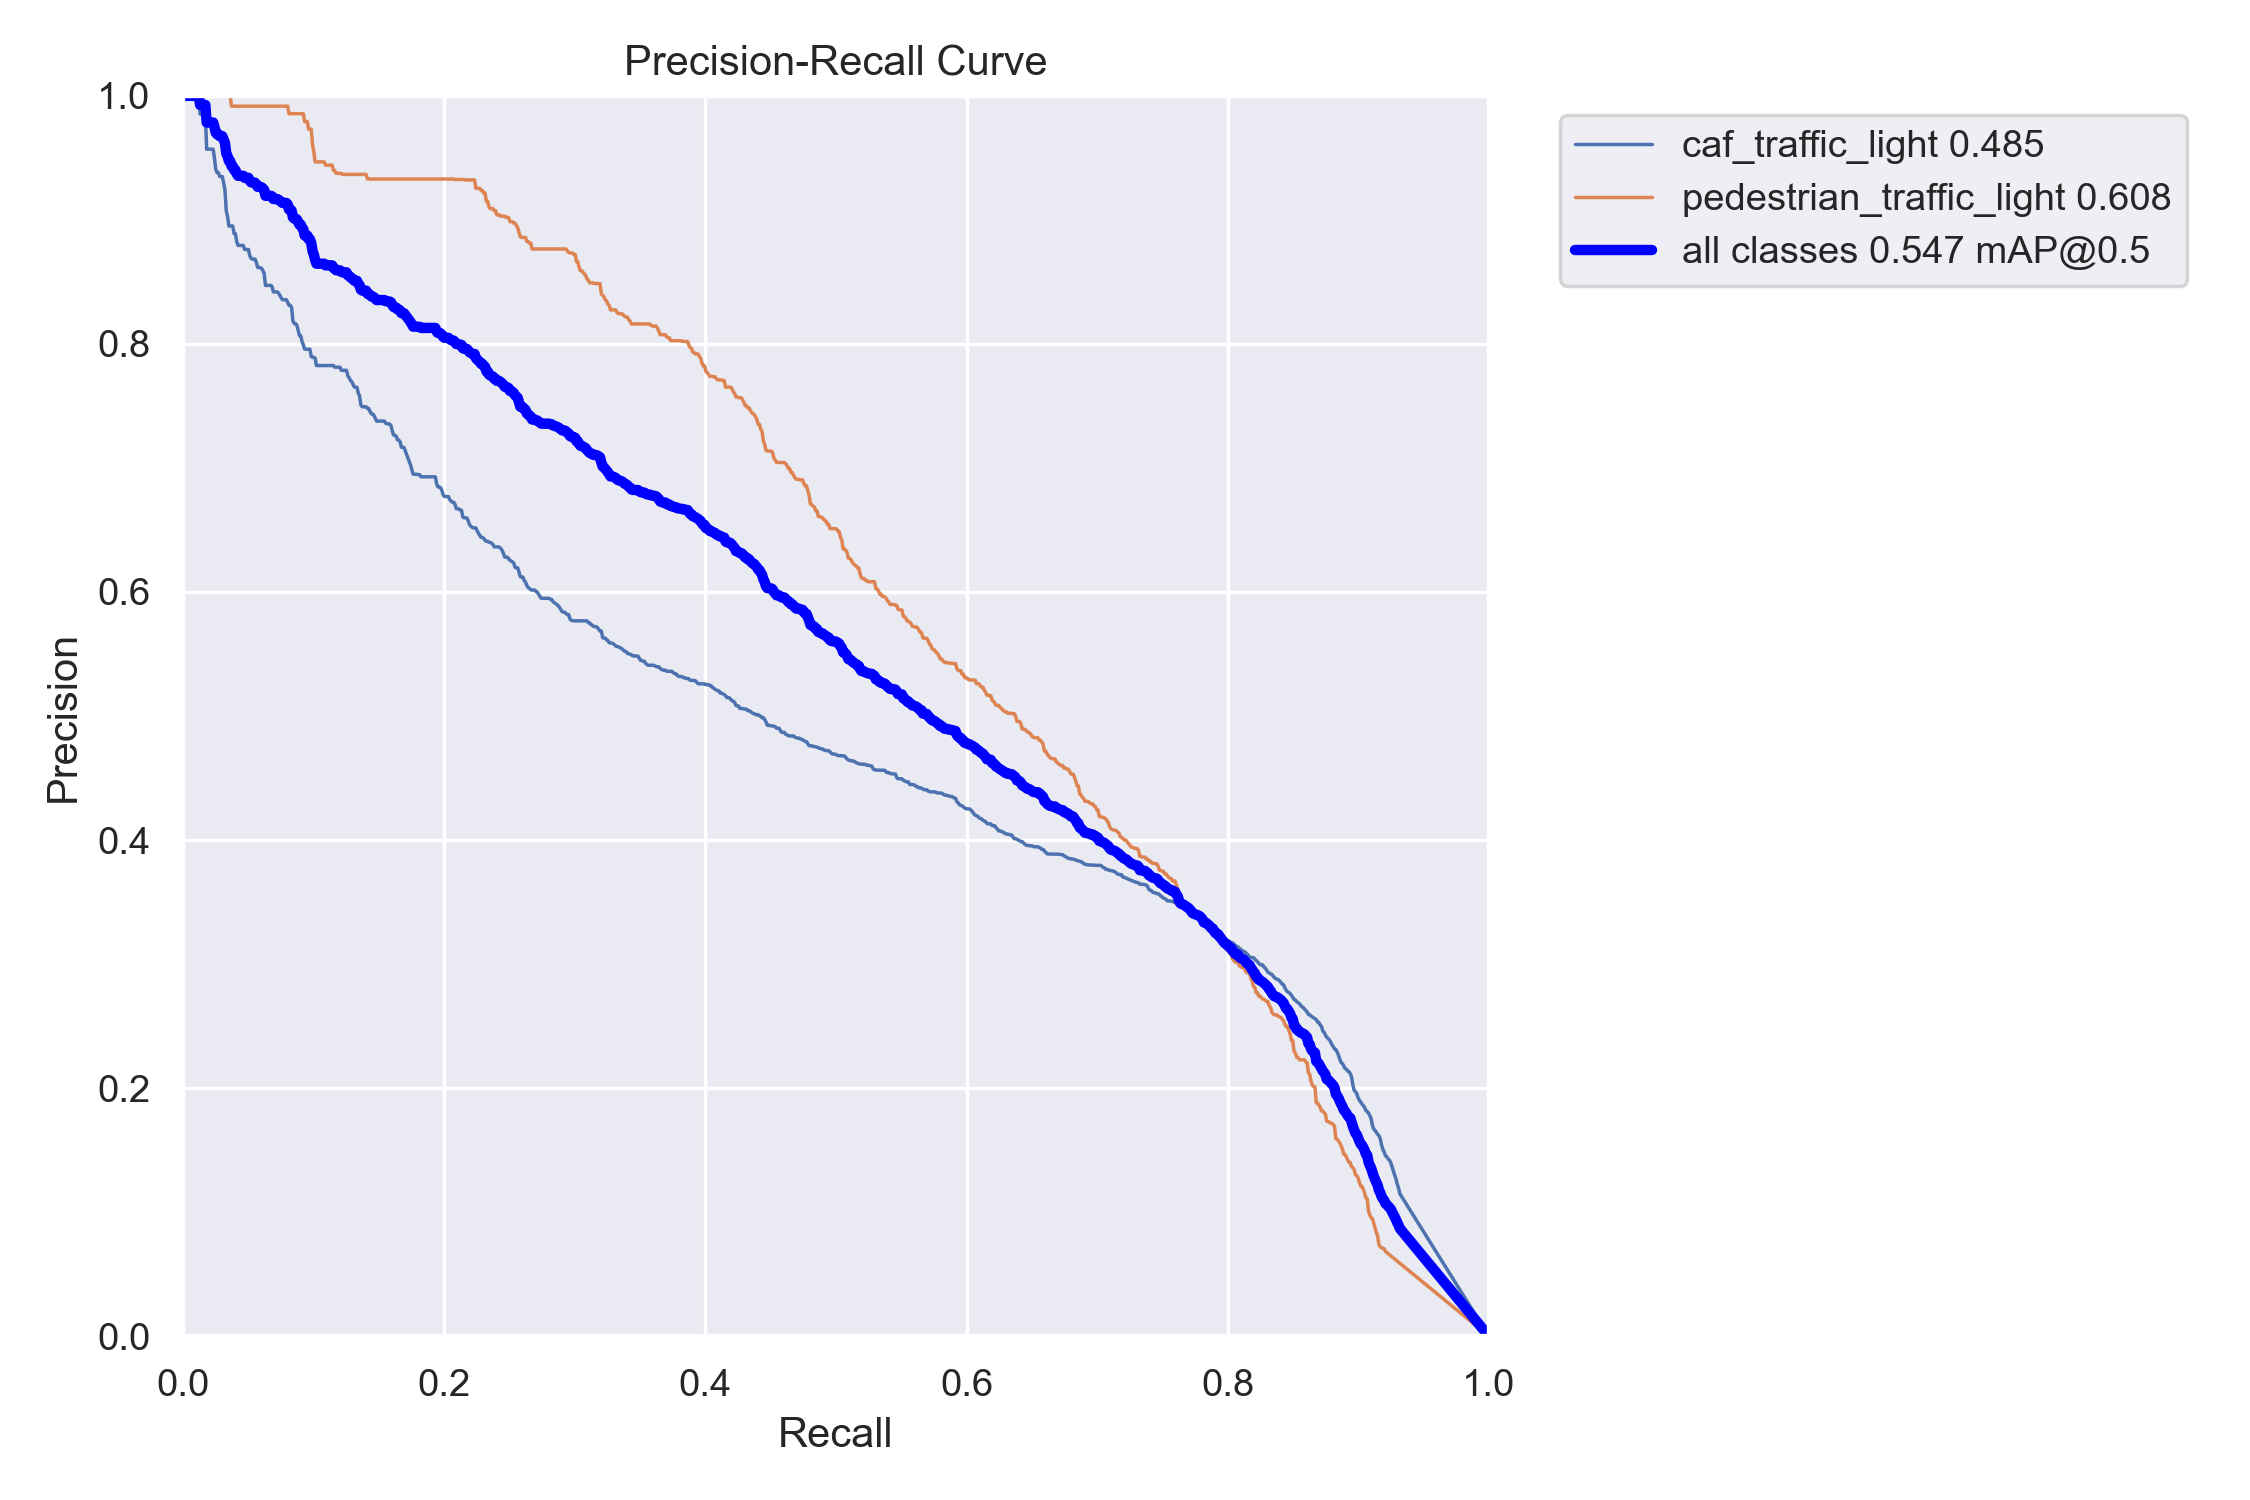 Precision-Recall Curve
1.0
0.8
0.6
0.4
0.2
0.0
Precision
0.0 0.2 0.4 0.6 0.8 1.0
Recall
caf_traffic_light 0.485
pedestrian_traffic_light 0.608
all classes 0.547 mAP@0.5